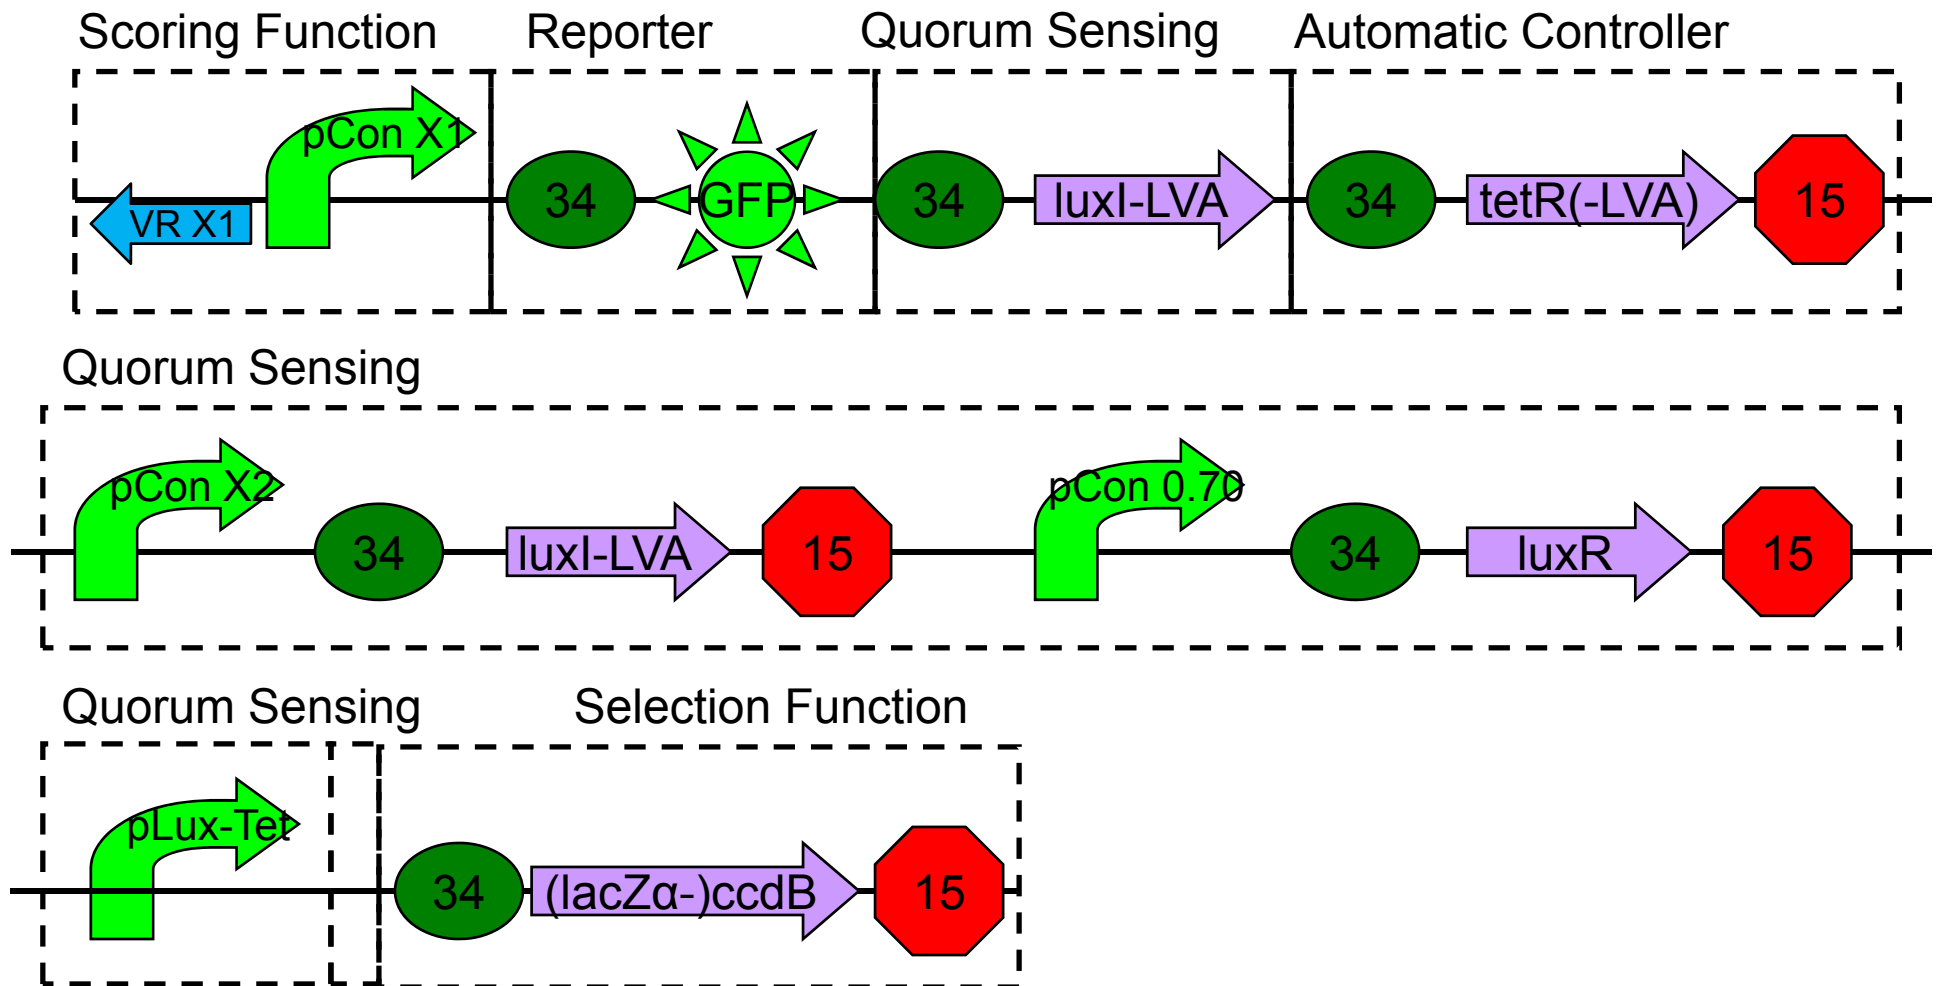 Scoring Function Reporter Quorum Sensing Automatic Controller
VR X1 pCon X1 34 GFP 34 luxI-LVA 34 tetR(-LVA) 15
Quorum Sensing
pCon X2 34 luxI-LVA 15 pCon 0.70 34 luxR 15
Quorum Sensing Selection Function
pLux-Tet 34 (lacZα-)ccdB 15